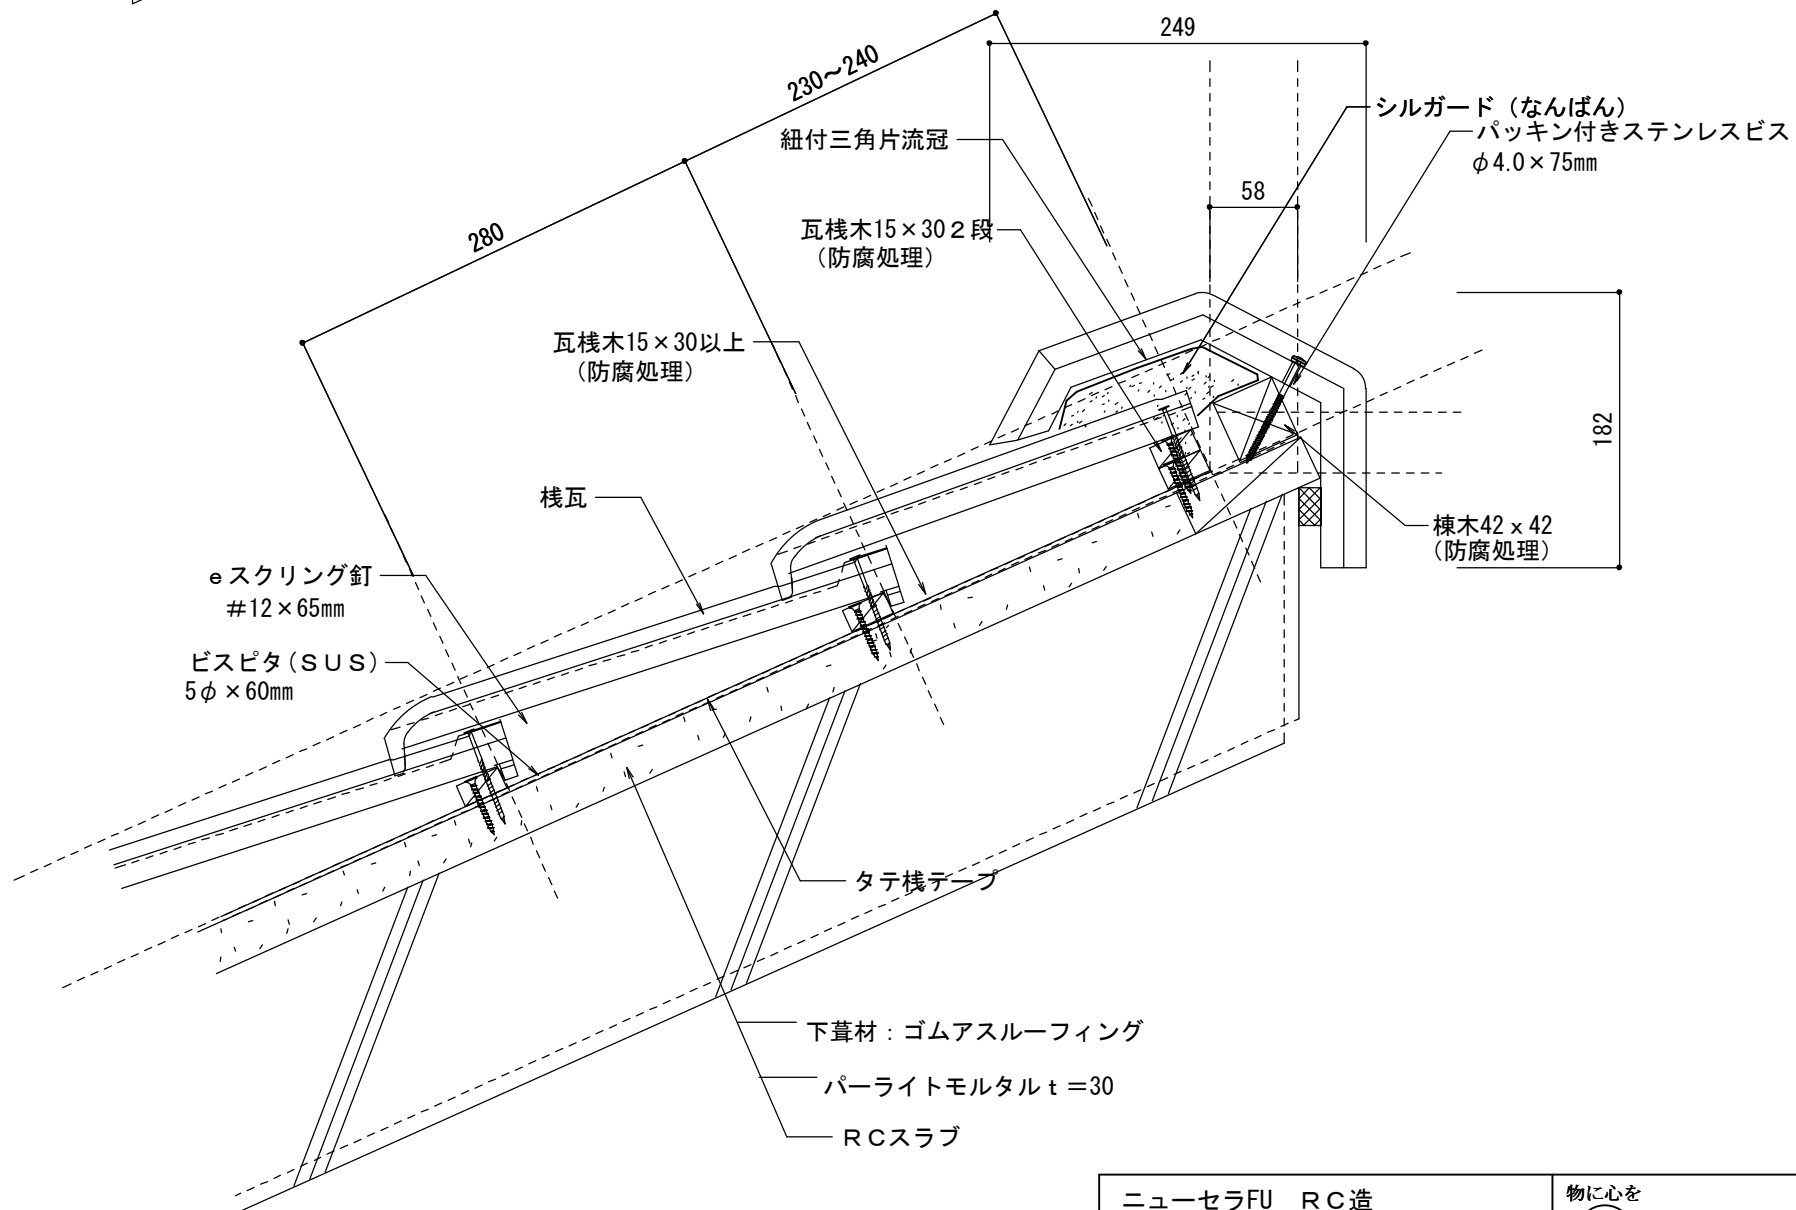 249
230～240
シルガード（なんばん）
パッキン付きステンレスビス
φ4.0×75㎜
紐付三角片流冠
58
280
瓦桟木15×30２段
（防腐処理）
瓦桟木15×30以上
（防腐処理）
182
桟瓦
棟木42ｘ42
（防腐処理）
ｅスクリング釘
＃12×65㎜
ビスピタ（ＳＵＳ）
5φ×60㎜
タテ桟テープ
下葺材：ゴムアスルーフィング
パーライトモルタルｔ＝30
ＲＣスラブ
ニューセラFU　ＲＣ造
物に心を